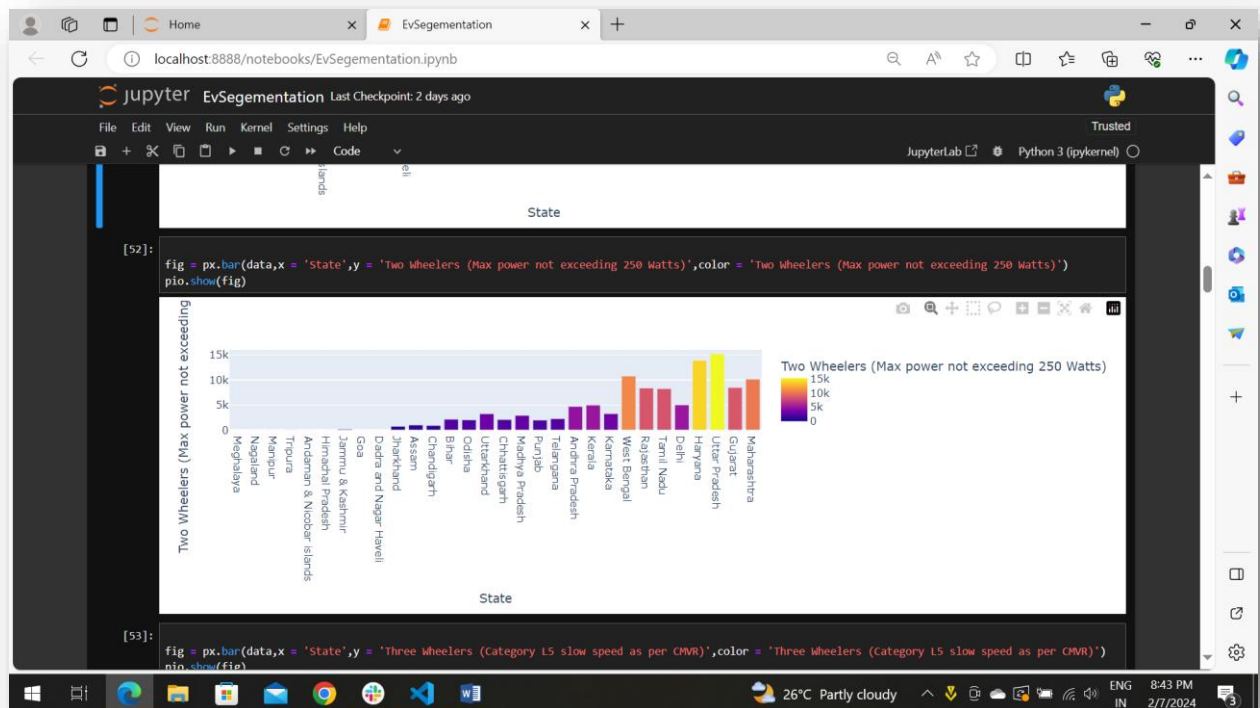 Home
EvSegementation
localhost:8888/notebooks/EvSegementation.ipynb
jupyter EvSegementation Last Checkpoint: 2 days ago
File Edit View Run Kernel Settings Help
Trusted
Code
JupyterLab
Python 3 (ipykernel)
slands
eli
State
[52]:
fig = px.bar(data,x = 'State',y = 'Two Wheelers (Max power not exceeding 250 Watts)',color = 'Two Wheelers (Max power not exceeding 250 Watts)')
pio.show(fig)
Two Wheelers (Max power not exceeding
15k
10k
5k
0
Meghalaya
Nagaland
Manipur
Tripura
Andaman & Nicobar islands
Himachal Pradesh
Jammu & Kashmir
Goa
Dadra and Nagar Haveli
Jharkhand
Assam
Chandigarh
Bihar
Odisha
Uttarkhand
Chhattisgarh
Madhya Pradesh
Punjab
Telangana
Andhra Pradesh
Kerala
Karnataka
West Bengal
Rajasthan
Tamil Nadu
Delhi
Haryana
Uttar Pradesh
Gujarat
Maharashtra
State
Two Wheelers (Max power not exceeding 250 Watts)
15k
10k
5k
0
[53]:
fig = px.bar(data,x = 'State',y = 'Three Wheelers (Category L5 slow speed as per CMVR)',color = 'Three Wheelers (Category L5 slow speed as per CMVR)')
pio.show(fig)
26°C Partly cloudy
ENG
IN
8:43 PM
2/7/2024
3